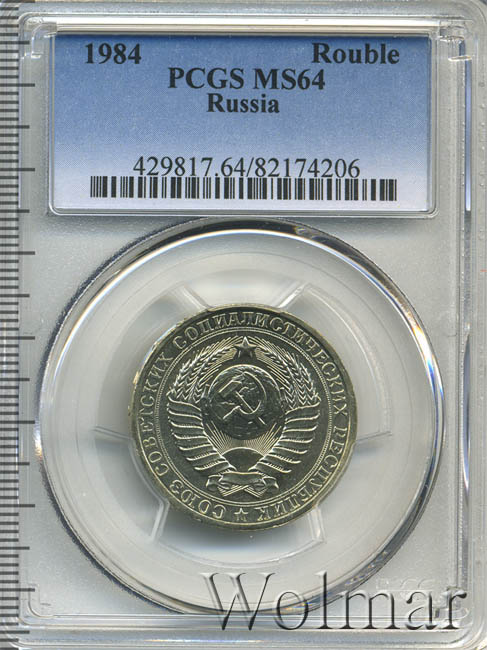 1984 Rouble
PCGS MS64
Russia
429817.64/82174206
СОЮЗ СОВЕТСКИХ СОЦИАЛИСТИЧЕСКИХ РЕСПУБЛИК
Wolmar